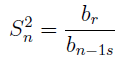 S_n^2 = \frac{b_r}{b_{n-1s}}